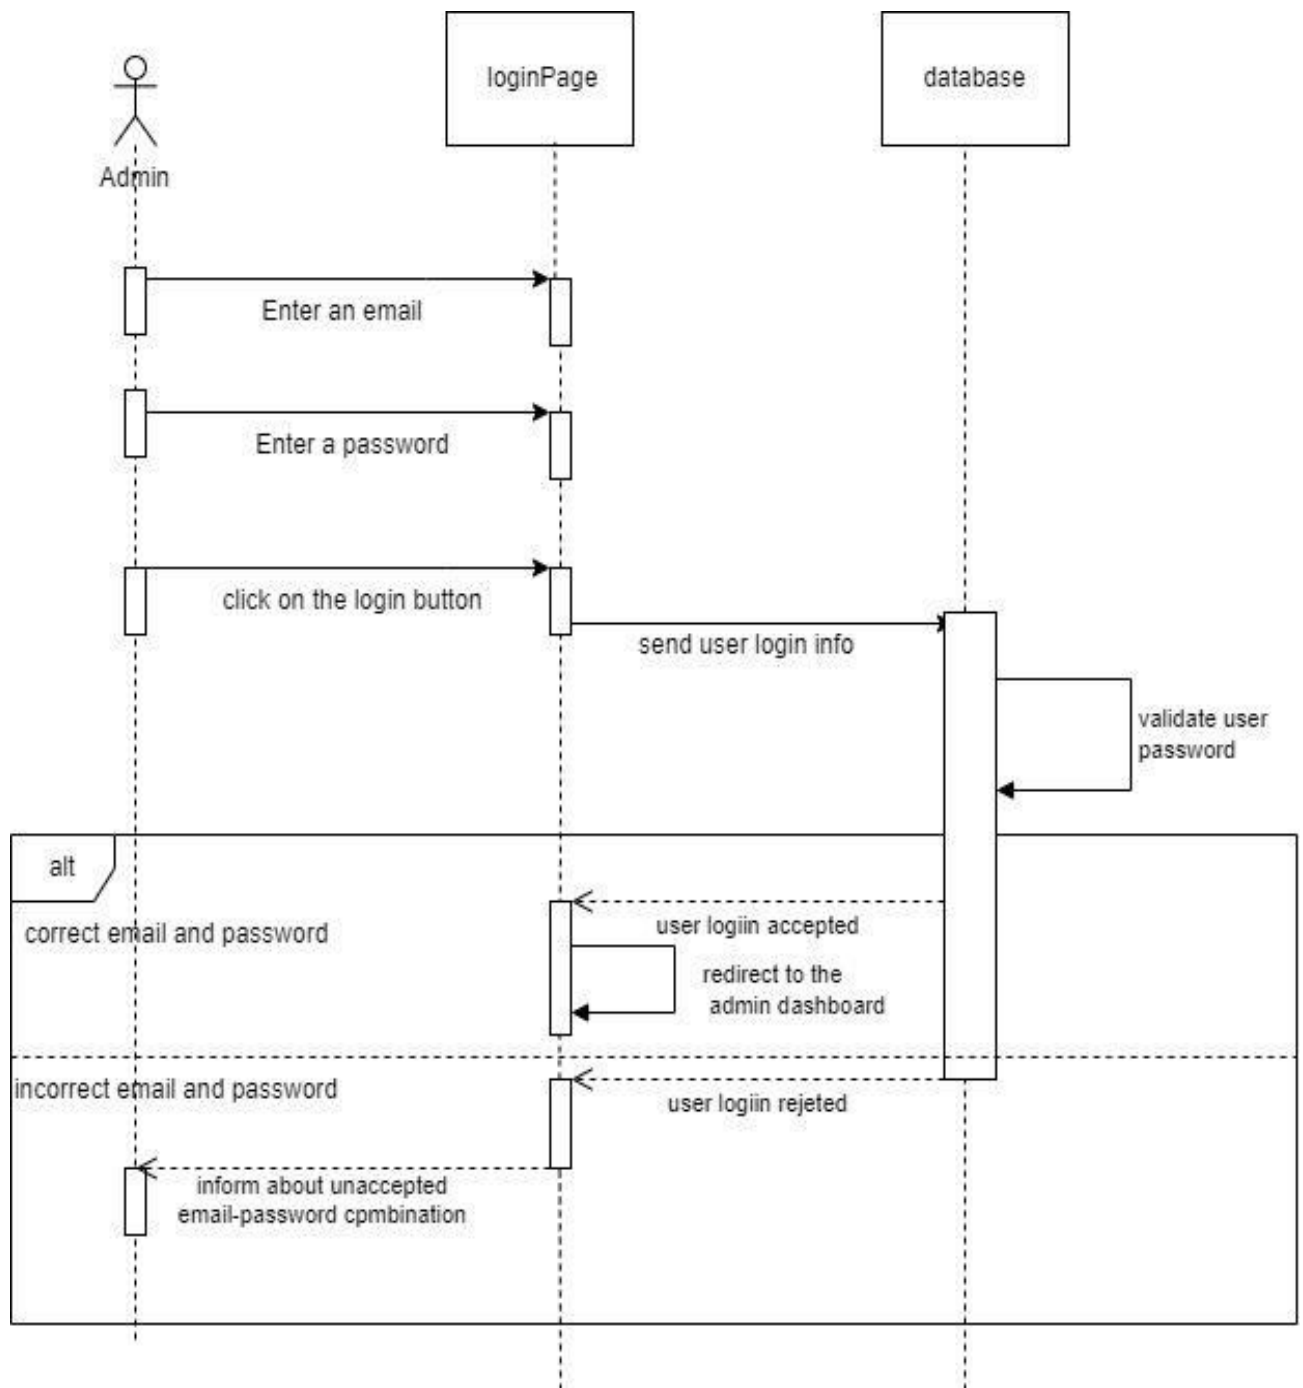 loginPage
database
Admin
Enter an email
Enter a password
click on the login button
send user login info
validate user
password
alt
user logiin accepted
correct email and password
redirect to the
admin dashboard
incorrect email and password
user logiin rejeted
inform about unaccepted
email-password cpmbination